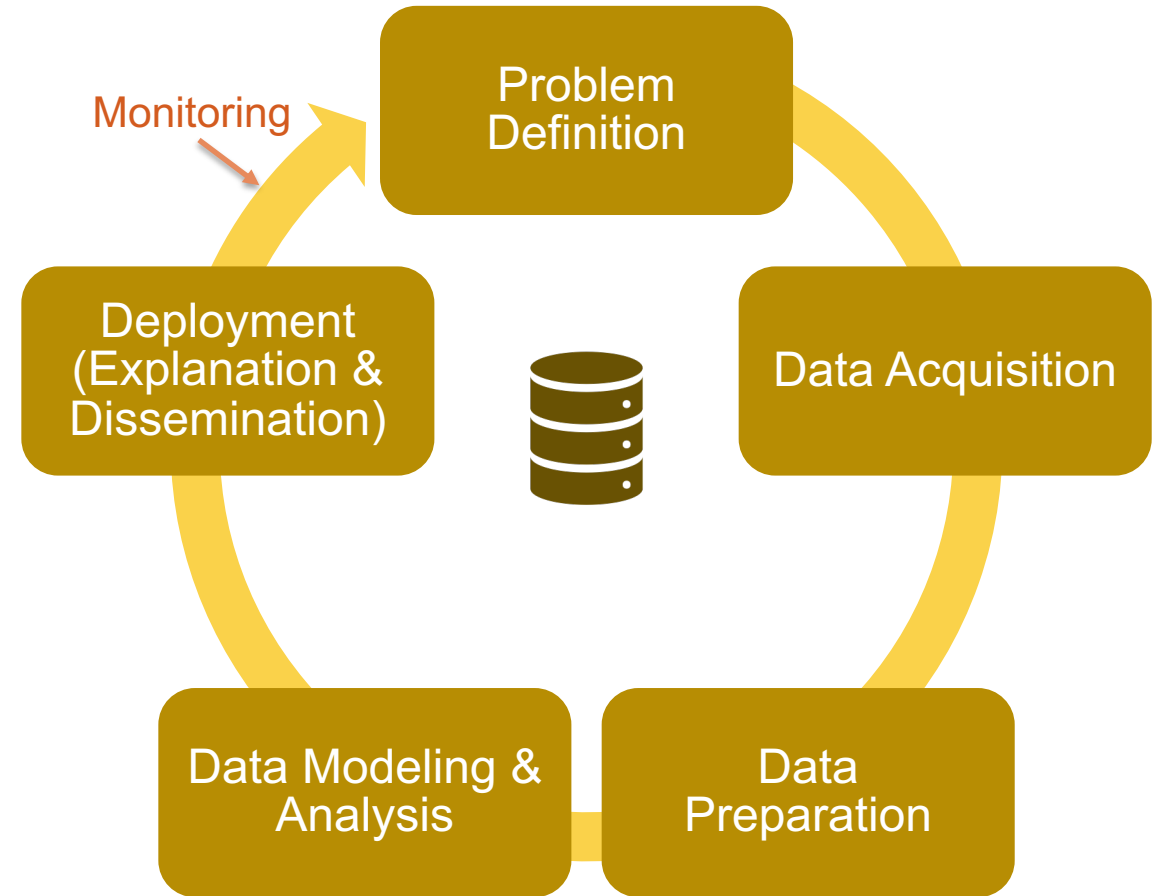 Problem
Definition
Monitoring
Deployment
(Explanation &
Dissemination)
Data Acquisition
Data Modeling &
Analysis
Data
Preparation